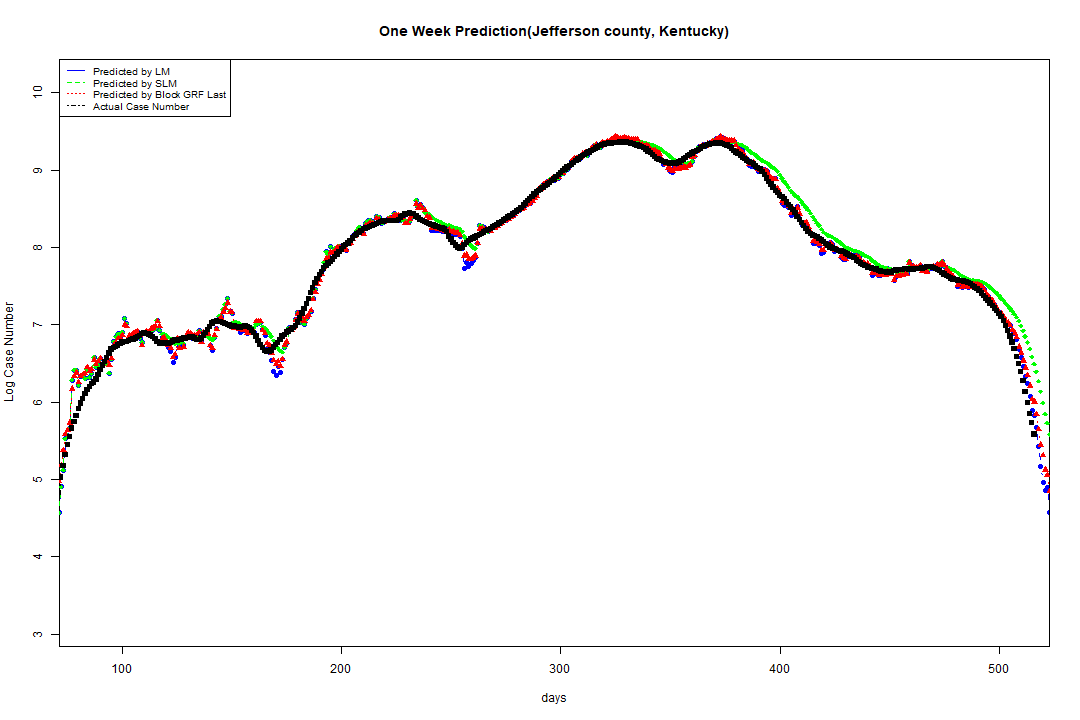 One Week Prediction(Jefferson county, Kentucky)
Predicted by LM
Predicted by SLM
Predicted by Block GRF Last
Actual Case Number
10
9
8
7
6
5
4
3
Log Case Number
100 200 300 400 500
days